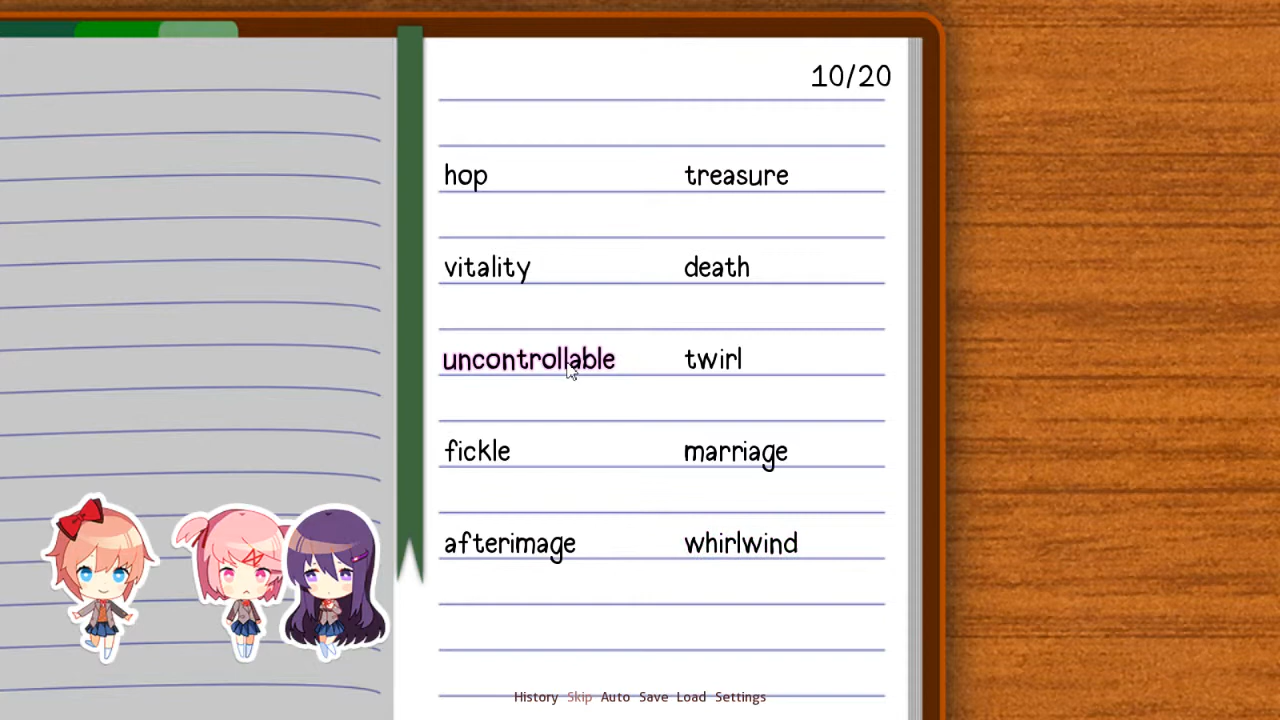 10/20
hop treasure
vitality death
uncontrollable twirl
fickle marriage
afterimage whirlwind
History Skip Auto Save Load Settings